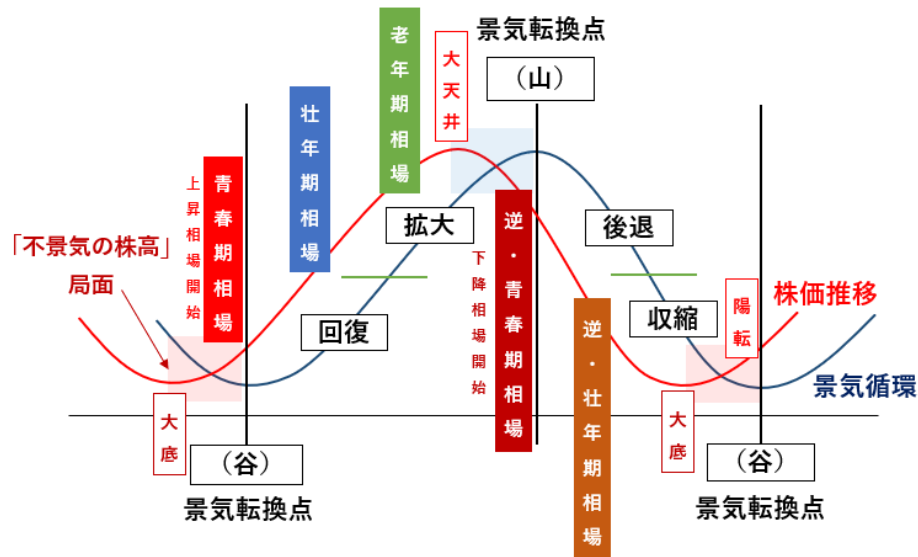 景気転換点
（山）
大天井
老年期相場
壮年期相場
青春期相場
上昇相場開始
「不景気の株高」
局面
拡大
回復
逆・青春期相場
下降相場開始
後退
収縮
陽転
株価推移
景気循環
逆・壮年期相場
大底
（谷）
景気転換点
大底
（谷）
景気転換点